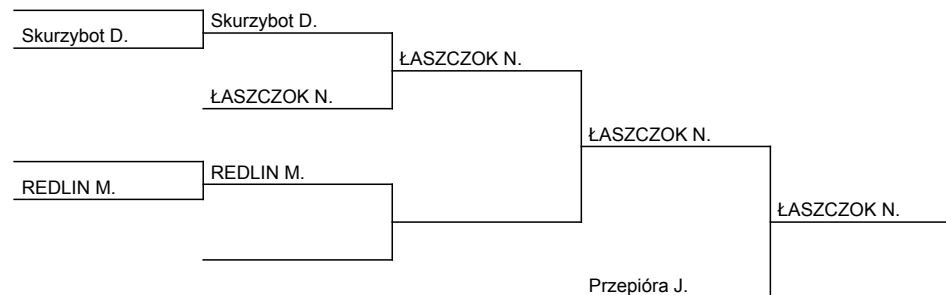 Skurzybot D.
Skurzybot D.
ŁASZCZOK N.
ŁASZCZOK N.
ŁASZCZOK N.
REDLIN M.
REDLIN M.
ŁASZCZOK N.
Przepióra J.